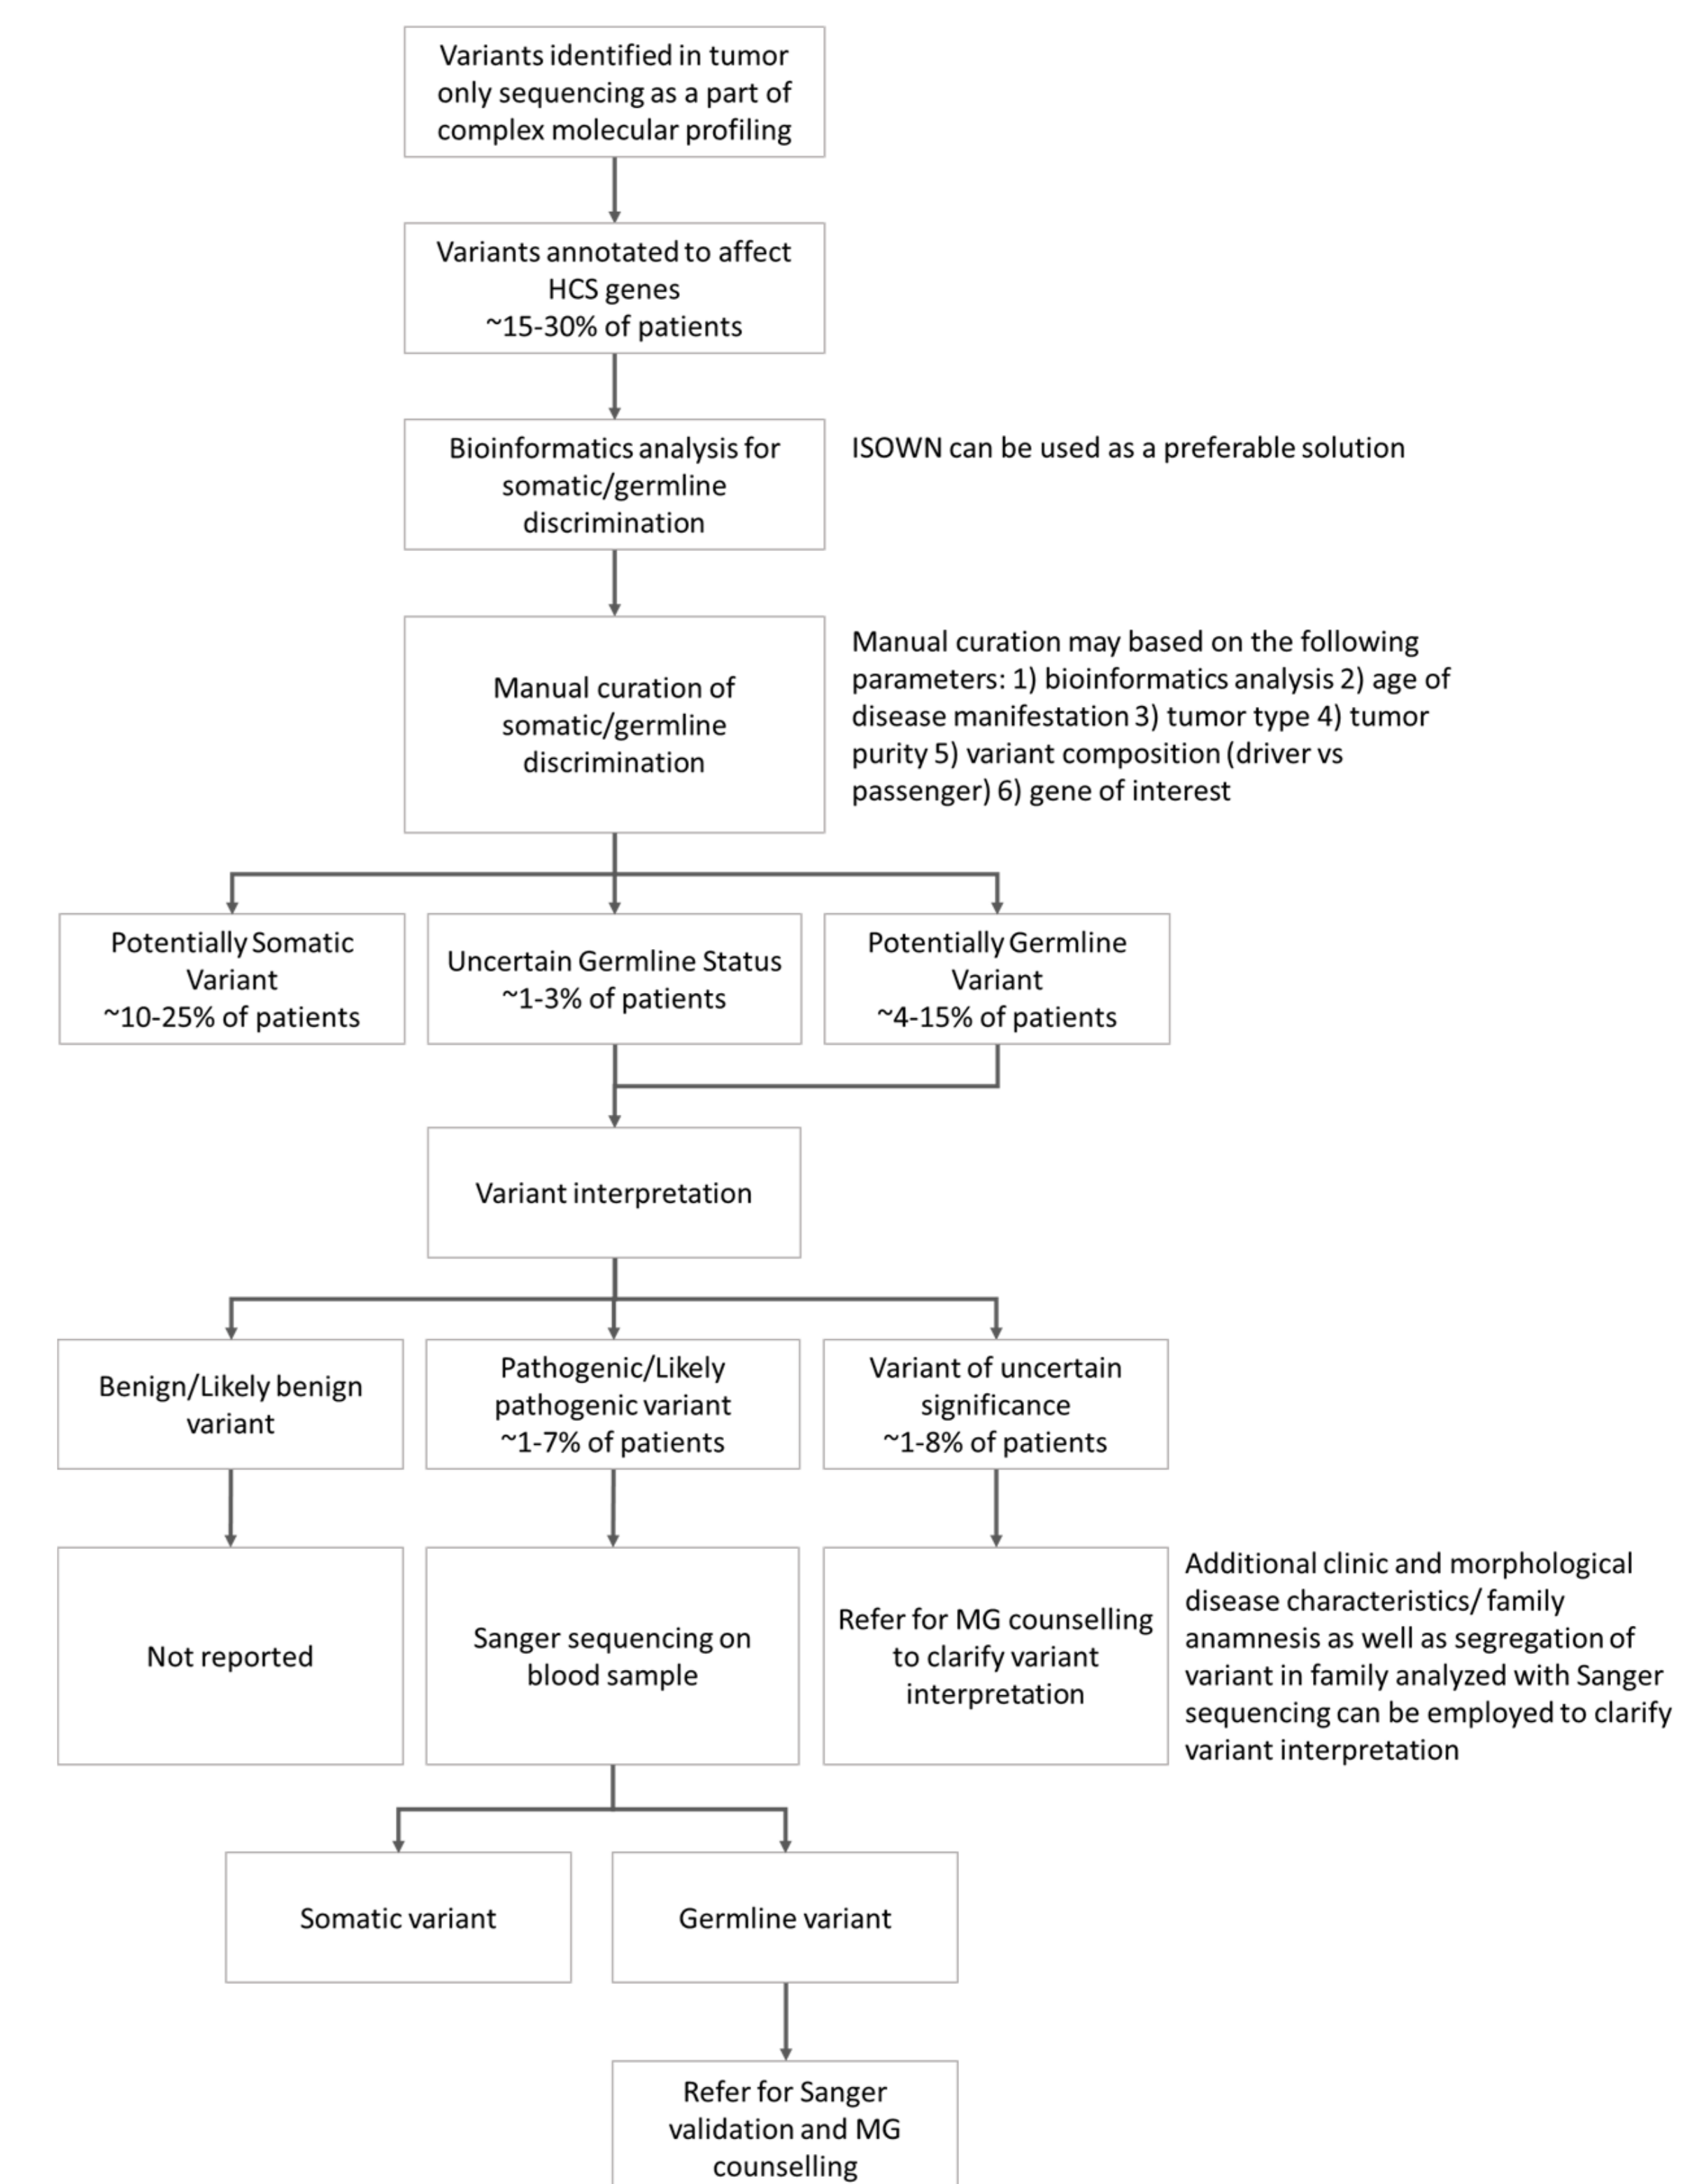 Variants identified in tumor
only sequencing as a part of
complex molecular profiling
Variants annotated to affect
HCS genes
~15-30% of patients
Bioinformatics analysis for
somatic/germline
discrimination
ISOWN can be used as a preferable solution
Manual curation of
somatic/germline
discrimination
Manual curation may based on the following
parameters: 1) bioinformatics analysis 2) age of
disease manifestation 3) tumor type 4) tumor
purity 5) variant composition (driver vs
passenger) 6) gene of interest
Potentially Somatic
Variant
~10-25% of patients
Uncertain Germline Status
~1-3% of patients
Potentially Germline
Variant
~4-15% of patients
Variant interpretation
Benign/Likely benign
variant
Pathogenic/Likely
pathogenic variant
~1-7% of patients
Variant of uncertain
significance
~1-8% of patients
Not reported
Sanger sequencing on
blood sample
Refer for MG counselling
to clarify variant
interpretation
Additional clinic and morphological
disease characteristics/ family
anamnesis as well as segregation of
variant in family analyzed with Sanger
sequencing can be employed to clarify
variant interpretation
Somatic variant
Germline variant
Refer for Sanger
validation and MG
counselling